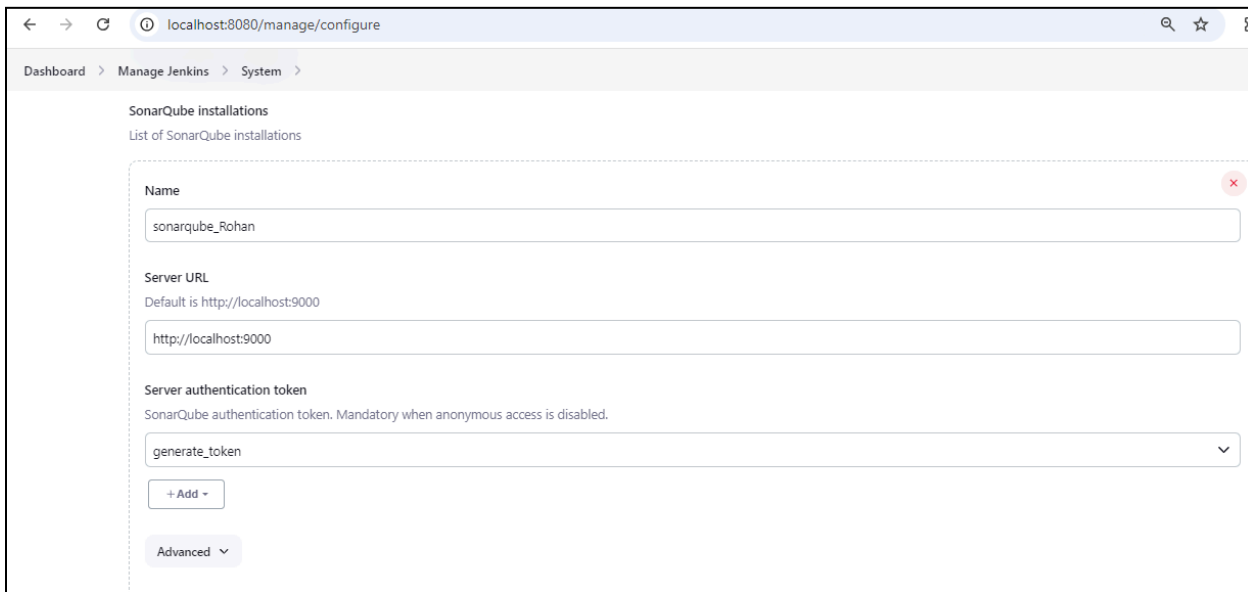 localhost:8080/manage/configure
Dashboard > Manage Jenkins > System >
SonarQube installations
List of SonarQube installations
Name
sonarqube_Rohan
Server URL
Default is http://localhost:9000
http://localhost:9000
Server authentication token
SonarQube authentication token. Mandatory when anonymous access is disabled.
generate_token
+ Add
Advanced